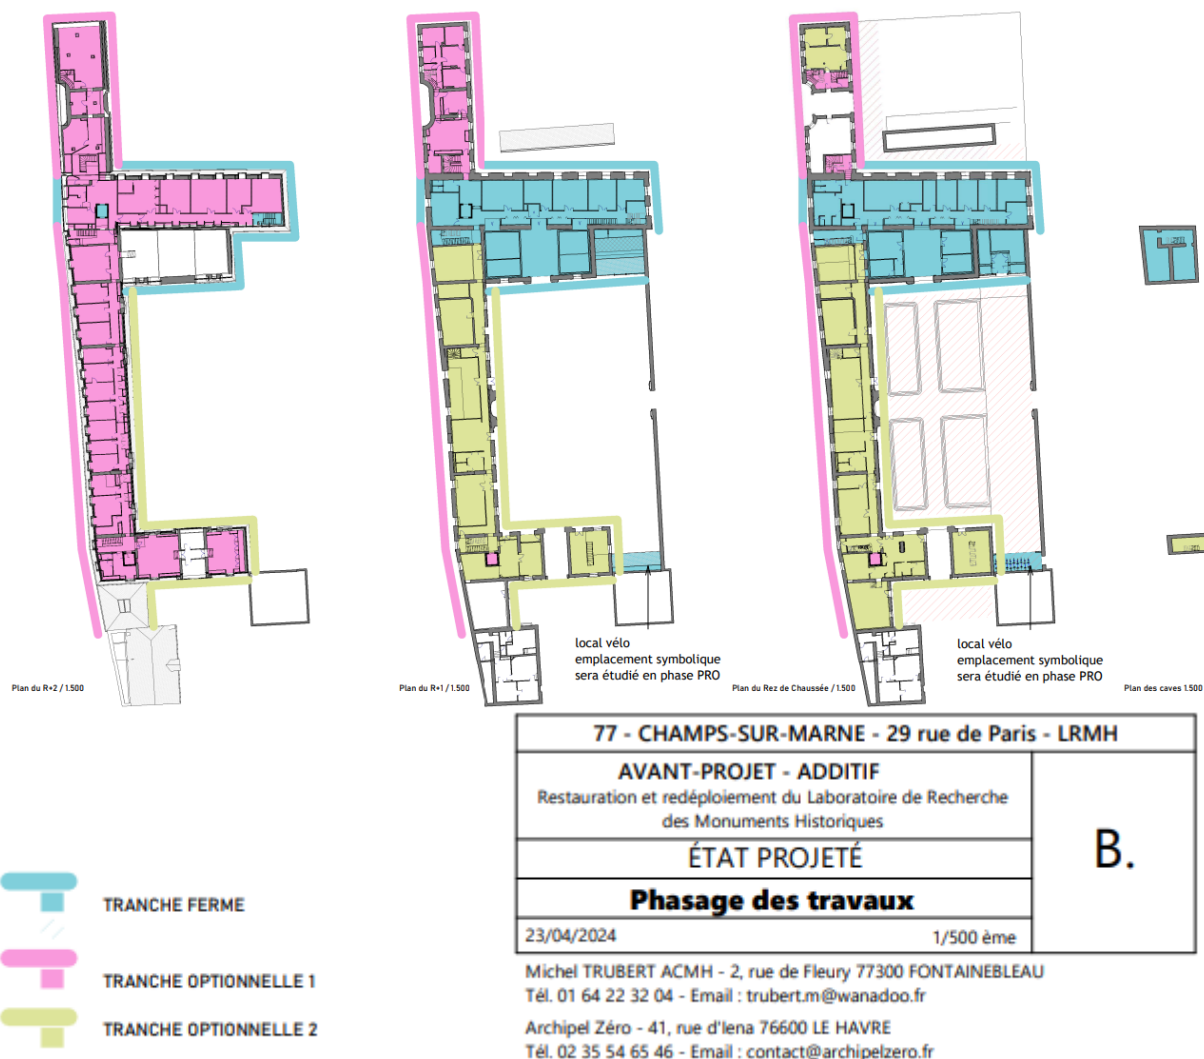 local vélo
emplacement symbolique
sera étudié en phase PRO
local vélo
emplacement symbolique
sera étudié en phase PRO
Plan du R+2 / 1.500
Plan du R+1 / 1.500
Plan du Rez de Chaussée / 1.500
Plan des caves 1.500
77 - CHAMPS-SUR-MARNE - 29 rue de Paris - LRMH
AVANT-PROJET - ADDITIF
Restauration et redéploiement du Laboratoire de Recherche
des Monuments Historiques
ÉTAT PROJETÉ
B.
Phasage des travaux
23/04/2024
1/500 ème
TRANCHE FERME
TRANCHE OPTIONNELLE 1
TRANCHE OPTIONNELLE 2
Michel TRUBERT ACMH - 2, rue de Fleury 77300 FONTAINEBLEAU
Tél. 01 64 22 32 04 - Email : trubert.m@wanadoo.fr
Archipel Zéro - 41, rue d'Iena 76600 LE HAVRE
Tél. 02 35 54 65 46 - Email : contact@archipelzero.fr